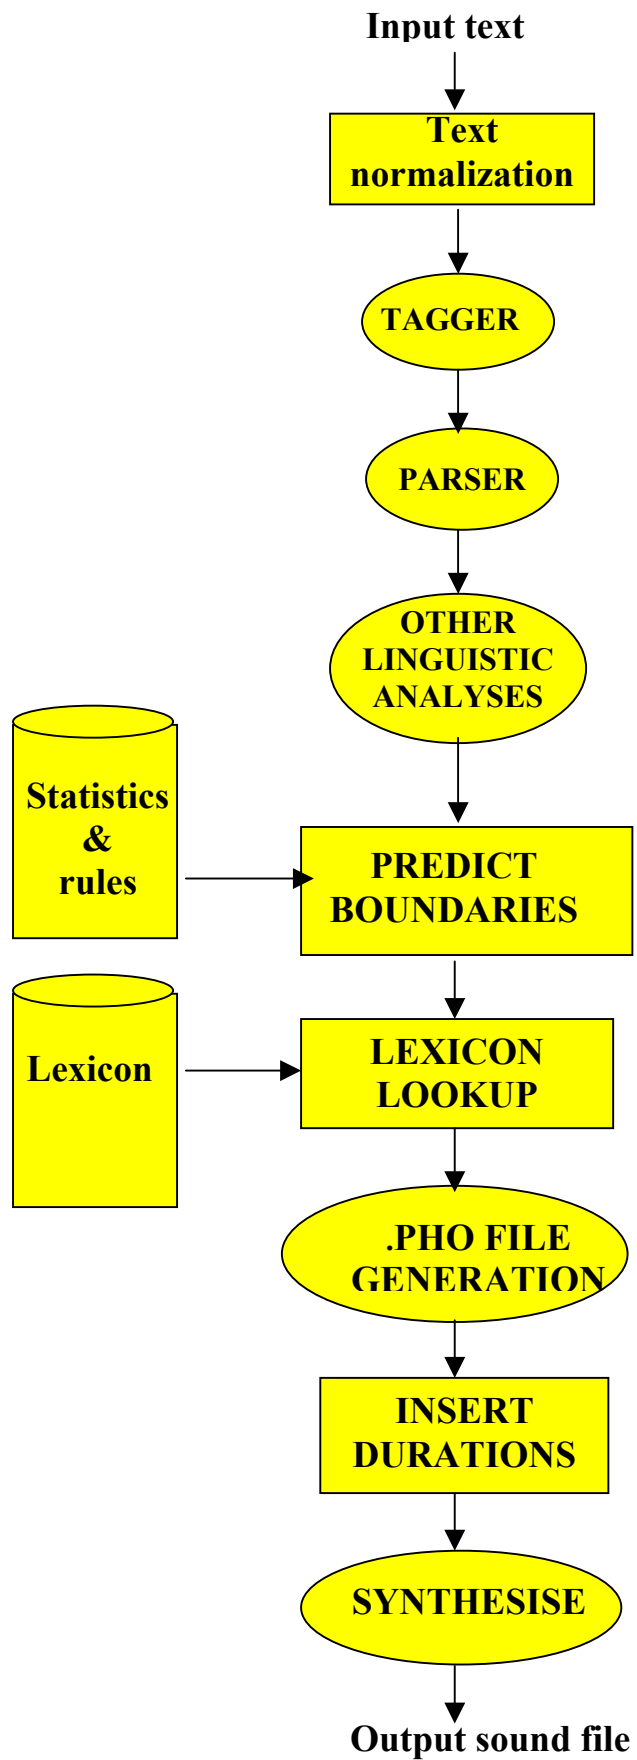 Input text
Text
normalization
TAGGER
PARSER
OTHER
LINGUISTIC
ANALYSES
Statistics
&
rules
PREDICT
BOUNDARIES
Lexicon
LEXICON
LOOKUP
.PHO FILE
GENERATION
INSERT
DURATIONS
SYNTHESISE
Output sound file